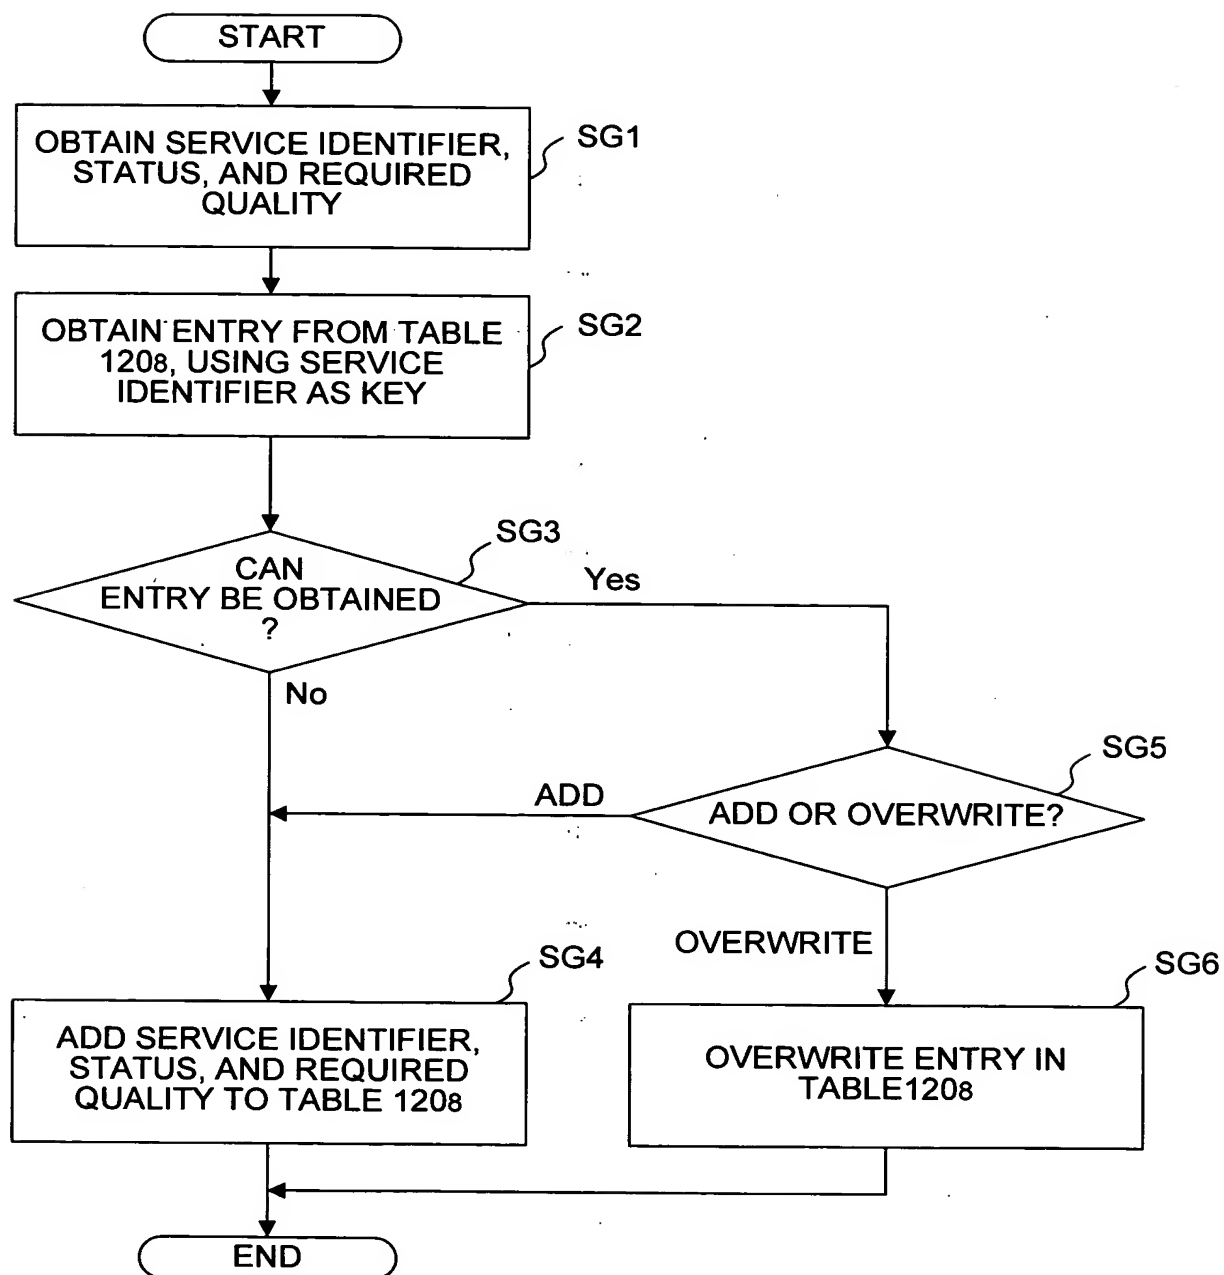 START
OBTAIN SERVICE IDENTIFIER,
STATUS, AND REQUIRED
QUALITY
SG1
OBTAIN ENTRY FROM TABLE
1208, USING SERVICE
IDENTIFIER AS KEY
SG2
CAN
ENTRY BE OBTAINED
?
SG3
Yes
No
ADD OR OVERWRITE?
SG5
ADD
OVERWRITE
ADD SERVICE IDENTIFIER,
STATUS, AND REQUIRED
QUALITY TO TABLE 1208
SG4
OVERWRITE ENTRY IN
TABLE1208
SG6
END